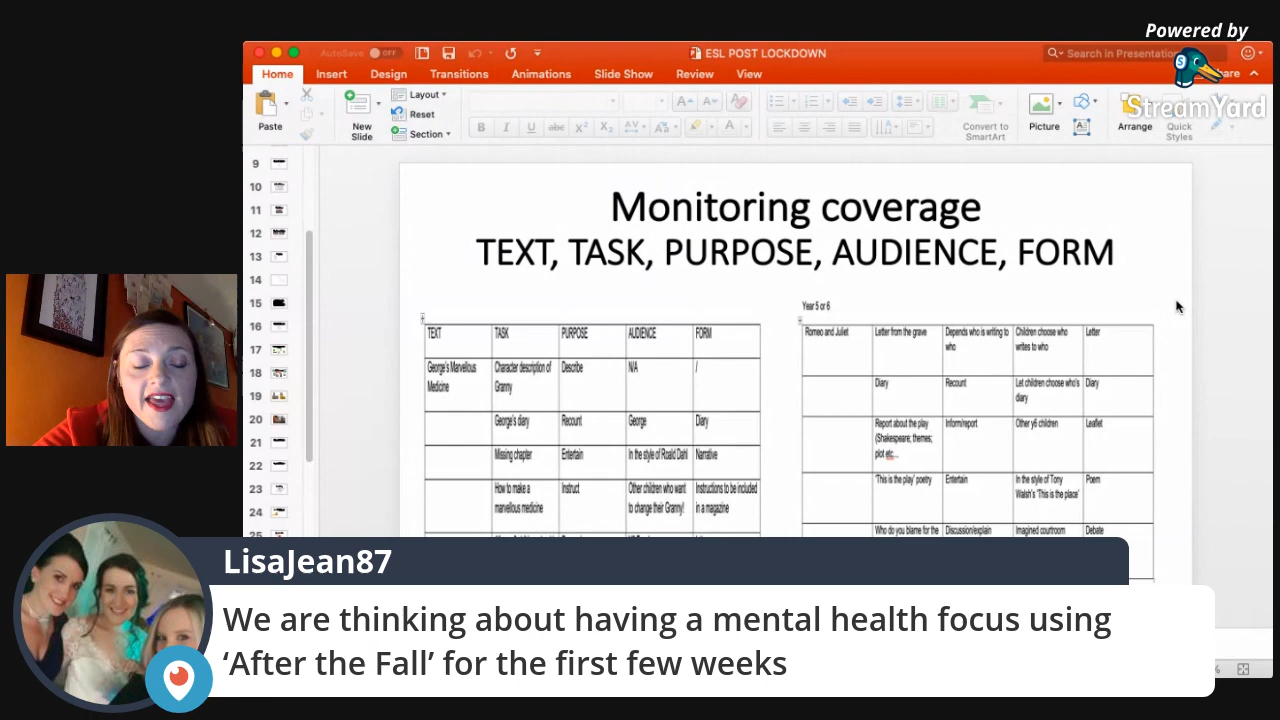 Powered by
StreamYard
AutoSave OFF
ESL POST LOCKDOWN
Search in Presentation
Home Insert Design Transitions Animations Slide Show Review View
Share
Paste
New Slide
Layout
Reset
Section
Convert to SmartArt
Picture
Arrange
Quick Styles
9
10
11
12
13
14
15
16
17
18
19
20
21
22
23
24
25
Monitoring coverage
TEXT, TASK, PURPOSE, AUDIENCE, FORM
TEXT TASK PURPOSE AUDIENCE FORM
George's Marvellous Medicine Character description of Granny Describe N/A /
George's diary Recount George Diary
Missing chapter Entertain In the style of Roald Dahl Narrative
How to make a marvellous medicine Instruct Other children who want to change their Granny! Instructions to be included in a magazine
Year 5 or 6
Romeo and Juliet Letter from the grave Depends who is writing to who Children choose who writes to who Letter
Diary Recount Let children choose who's diary Diary
Report about the play (Shakespeare; themes; plot etc... Inform/report Other y6 children Leaflet
'This is the play' poetry Entertain In the style of Tony Walsh's 'This is the place' Poem
Who do you blame for the Discussion/explain Imagined courtroom Debate
LisaJean87
We are thinking about having a mental health focus using
‘After the Fall’ for the first few weeks